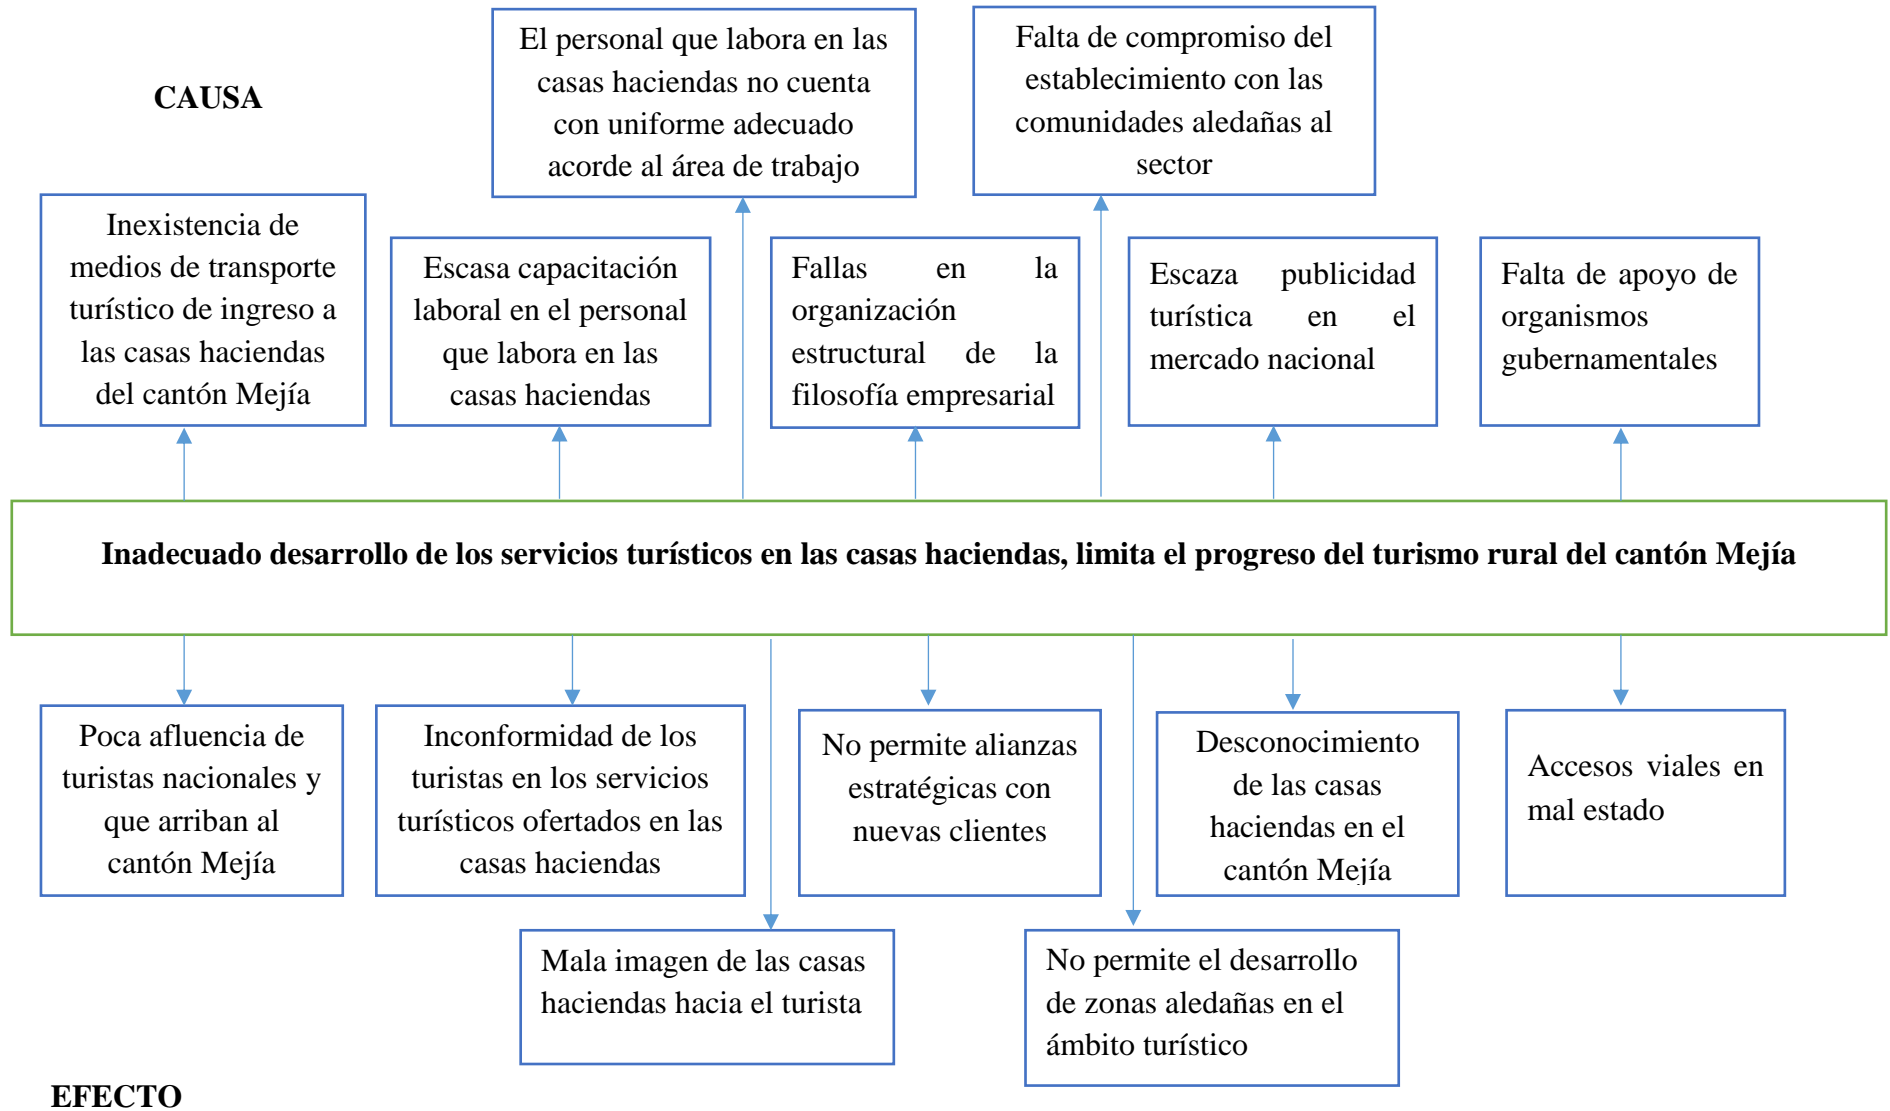 CAUSA
El personal que labora en las
casas haciendas no cuenta
con uniforme adecuado
acorde al área de trabajo
Falta de compromiso del
establecimiento con las
comunidades aledañas al
sector
Inexistencia de
medios de transporte
turístico de ingreso a
las casas haciendas
del cantón Mejía
Escasa capacitación
laboral en el personal
que labora en las
casas haciendas
Fallas en la
organización
estructural de la
filosofía empresarial
Escaza publicidad
turística en el
mercado nacional
Falta de apoyo de
organismos
gubernamentales
Inadecuado desarrollo de los servicios turísticos en las casas haciendas, limita el progreso del turismo rural del cantón Mejía
Poca afluencia de
turistas nacionales y
que arriban al
cantón Mejía
Inconformidad de los
turistas en los servicios
turísticos ofertados en las
casas haciendas
No permite alianzas
estratégicas con
nuevas clientes
Desconocimiento
de las casas
haciendas en el
cantón Mejía
Accesos viales en
mal estado
Mala imagen de las casas
haciendas hacia el turista
No permite el desarrollo
de zonas aledañas en el
ámbito turístico
EFECTO